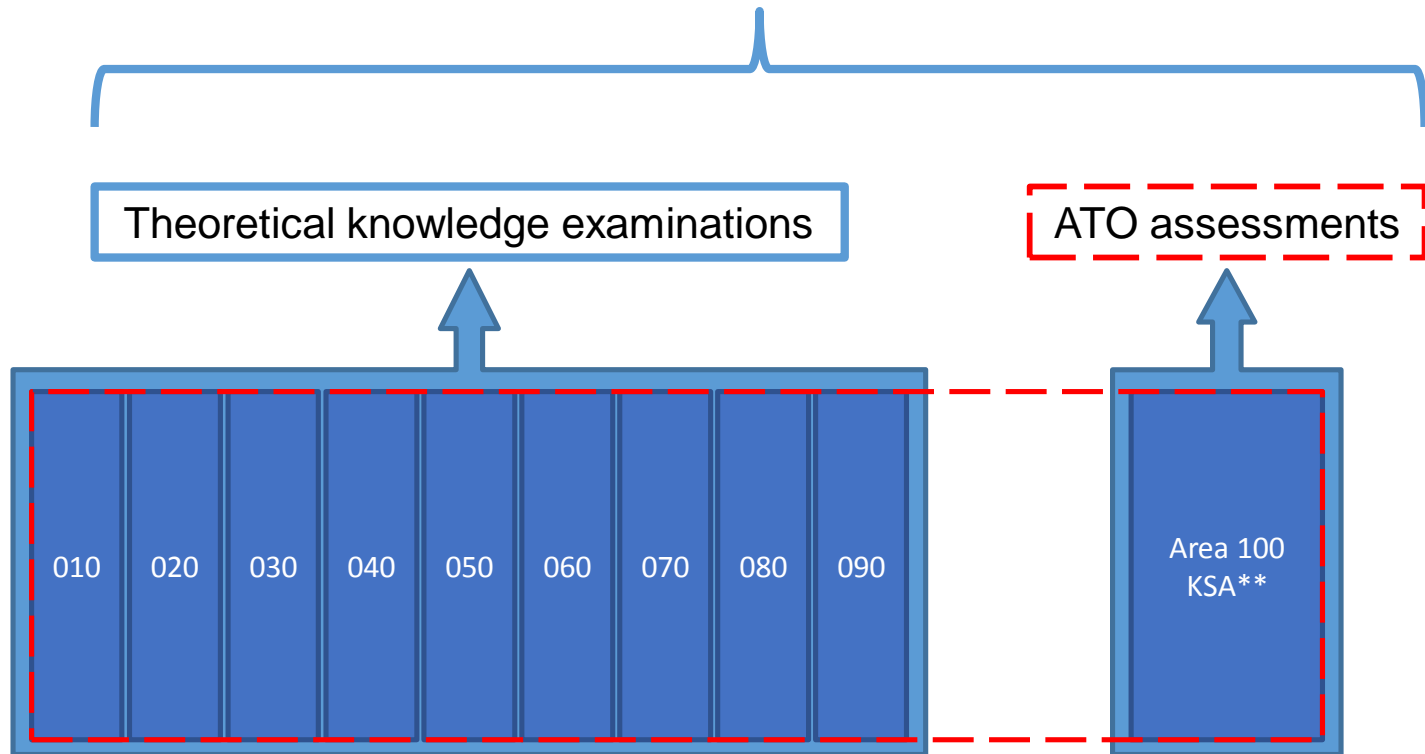 Theoretical knowledge examinations
ATO assessments
010 020 030 040 050 060 070 080 090
Area 100
KSA**